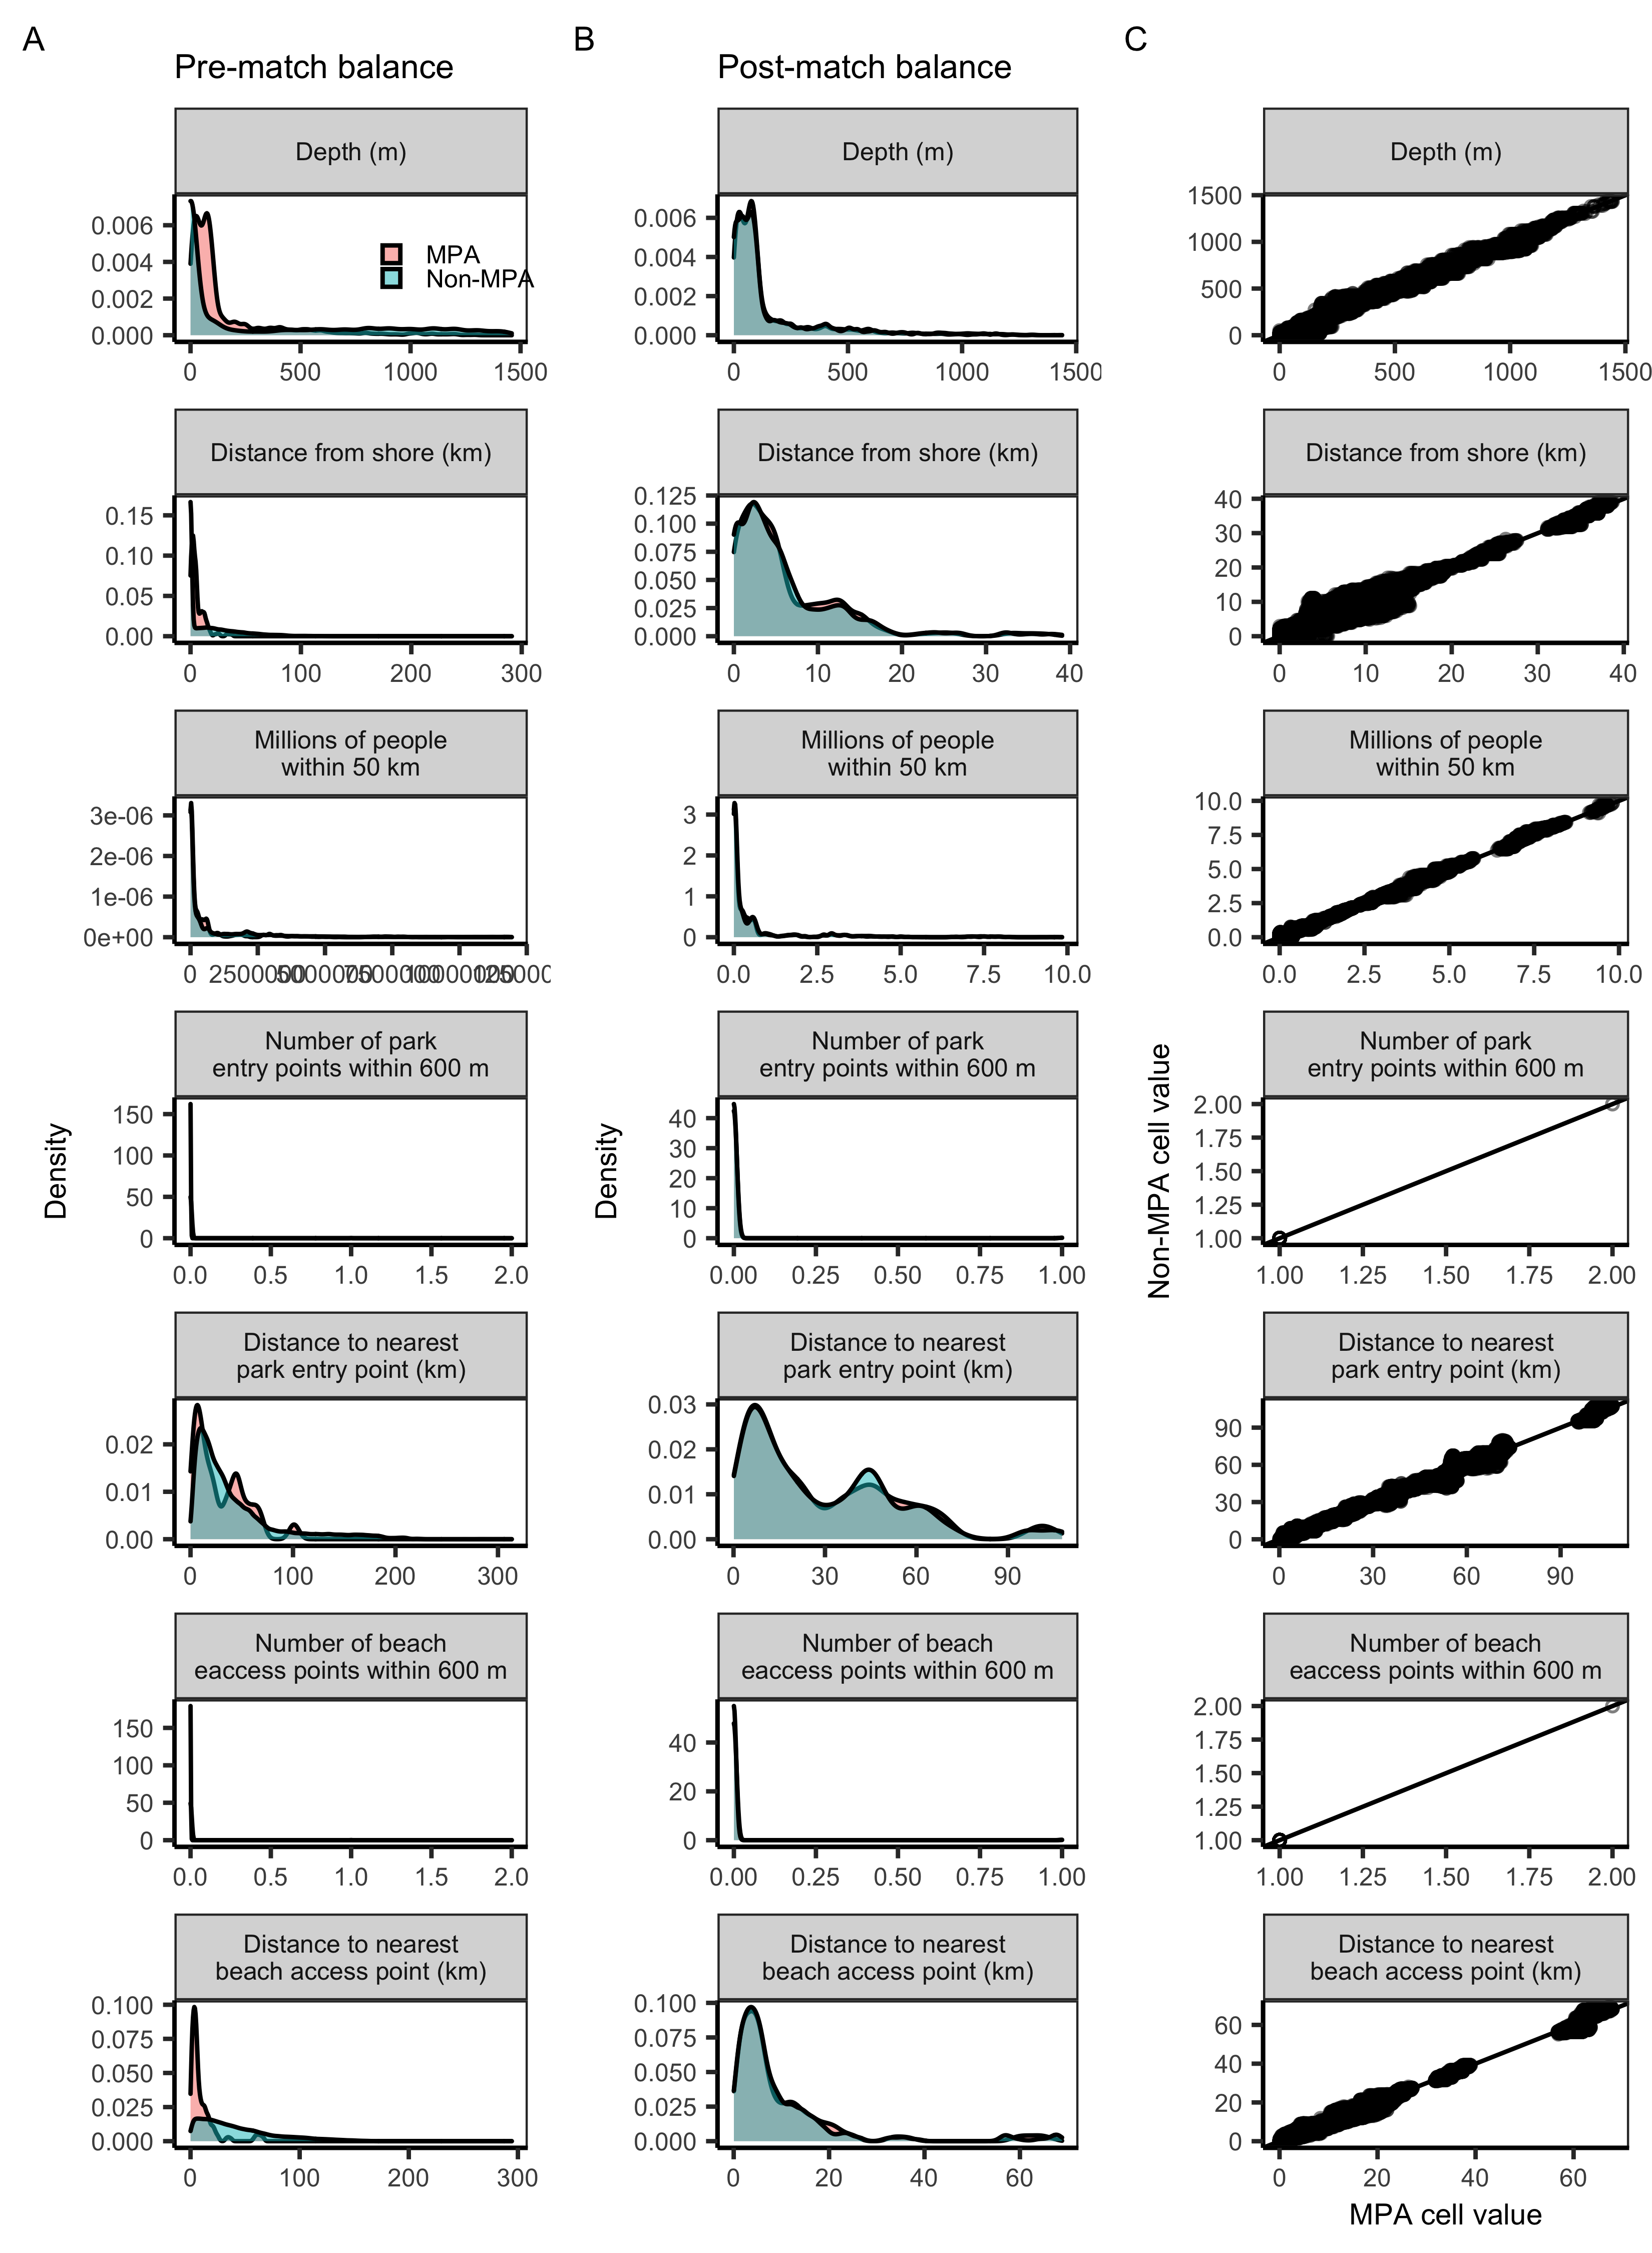 A
Pre-match balance
Density
Depth (m)
MPA
Non-MPA
0.006
0.004
0.002
0.000
0 500 1000 1500
Distance from shore (km)
0.15
0.10
0.05
0.00
0 100 200 300
Millions of people
within 50 km
3e-06
2e-06
1e-06
0e+00
0
Number of park
entry points within 600 m
150
100
50
0
0.0 0.5 1.0 1.5 2.0
Distance to nearest
park entry point (km)
0.02
0.01
0.00
0 100 200 300
Number of beach
eaccess points within 600 m
150
100
50
0
0.0 0.5 1.0 1.5 2.0
Distance to nearest
beach access point (km)
0.100
0.075
0.050
0.025
0.000
0 100 200 300
B
Post-match balance
Density
Depth (m)
0.006
0.004
0.002
0.000
0 500 1000 1500
Distance from shore (km)
0.125
0.100
0.075
0.050
0.025
0.000
0 10 20 30 40
Millions of people
within 50 km
3
2
1
0
0.0 2.5 5.0 7.5 10.0
Number of park
entry points within 600 m
40
30
20
10
0
0.00 0.25 0.50 0.75 1.00
Distance to nearest
park entry point (km)
0.03
0.02
0.01
0.00
0 30 60 90
Number of beach
eaccess points within 600 m
40
20
0
0.00 0.25 0.50 0.75 1.00
Distance to nearest
beach access point (km)
0.100
0.075
0.050
0.025
0.000
0 20 40 60
C
Non-MPA cell value
Depth (m)
1500
1000
500
0
0 500 1000 1500
Distance from shore (km)
40
30
20
10
0
0 10 20 30 40
Millions of people
within 50 km
10.0
7.5
5.0
2.5
0.0
0.0 2.5 5.0 7.5 10.0
Number of park
entry points within 600 m
2.00
1.75
1.50
1.25
1.00
1.00 1.25 1.50 1.75 2.00
Distance to nearest
park entry point (km)
90
60
30
0
0 30 60 90
Number of beach
eaccess points within 600 m
2.00
1.75
1.50
1.25
1.00
1.00 1.25 1.50 1.75 2.00
Distance to nearest
beach access point (km)
60
40
20
0
0 20 40 60
MPA cell value